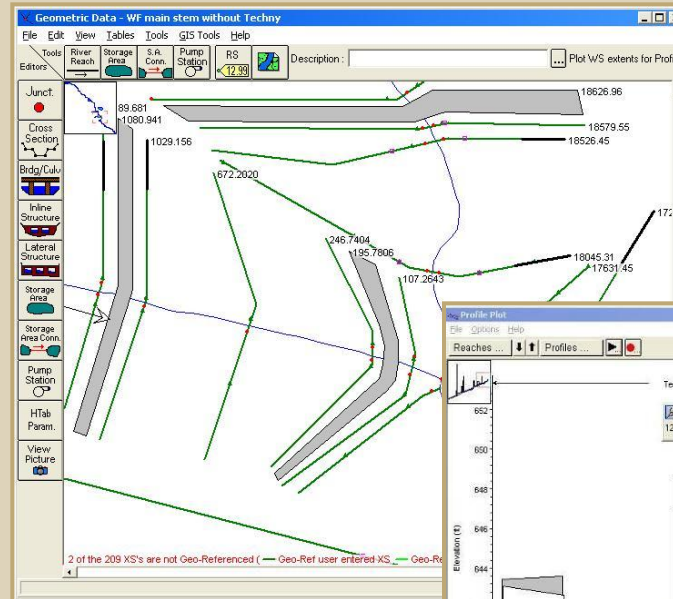 Geometric Data - WF main stem without Techny
File Edit View Tables Tools GIS Tools Help
Tools
Editors
River
Reach
Storage
Area
S.A.
Conn.
Pump
Station
RS
12.99
Description :
...
Plot WS extents for Profi
Junct.
Cross
Section
Brdg/Culv
Inline
Structure
Lateral
Structure
Storage
Area
Storage
Area Conn.
Pump
Station
HTab
Param.
View
Picture
89.681
1080.941
1029.156
672.2020
246.7404
195.7806
107.2643
18626.96
18579.55
18526.45
172
18045.31
17631.45
2 of the 209 XS's are not Geo-Referenced ( — Geo-Ref user entered XS — Geo-Re
Profile Plot
File Options Help
Reaches ...
Profiles ...
Te
12
652
650
648
646
644
Elevation (ft)